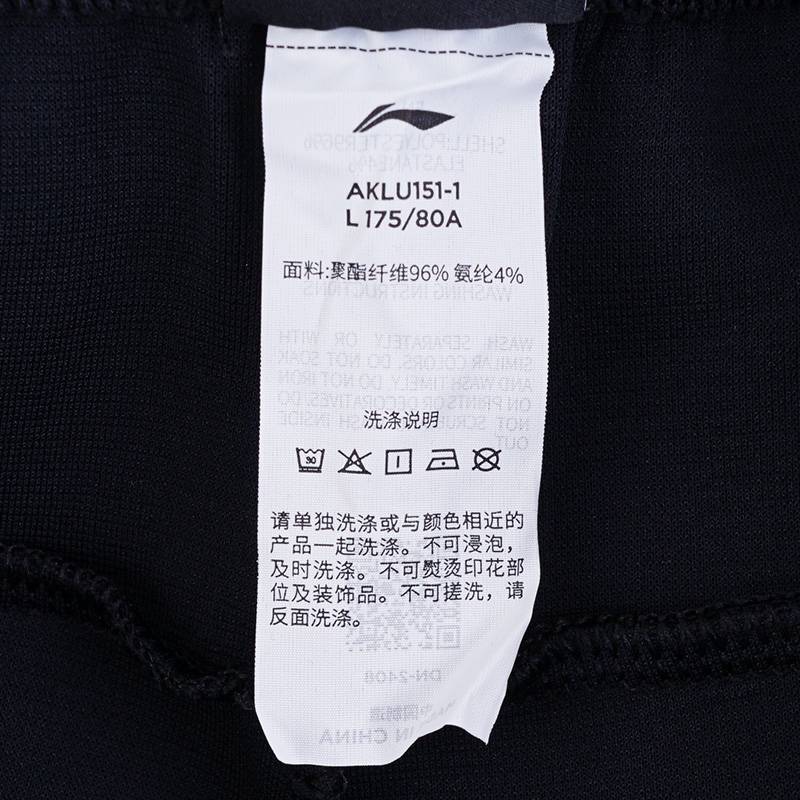 AKLU151-1
L 175/80A
面料:聚酯纤维96% 氨纶4%
洗涤说明
30
请单独洗涤或与颜色相近的
产品一起洗涤。不可浸泡，
及时洗涤。不可熨烫印花部
位及装饰品。不可搓洗，请
反面洗涤。